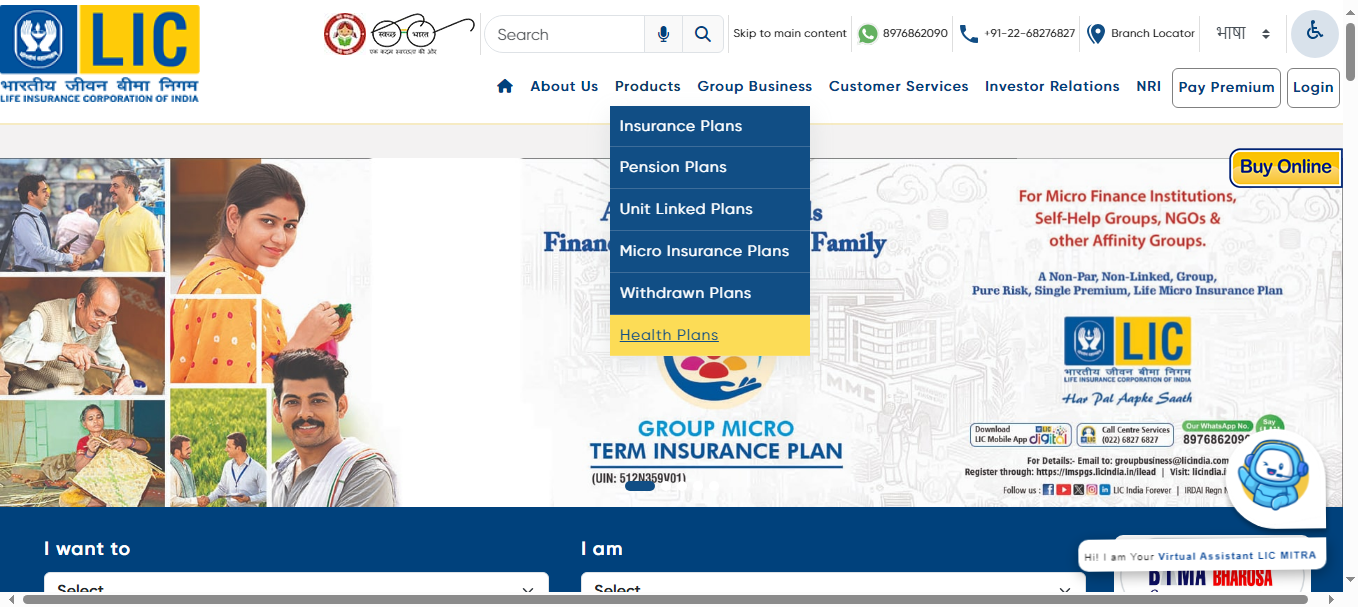 LIC
भारतीय जीवन बीमा निगम
LIFE INSURANCE CORPORATION OF INDIA
स्वच्छ भारत
एक कदम स्वच्छता की ओर
Search
Skip to main content
8976862090
+91-22-68276827
Branch Locator
भाषा
About Us
Products
Group Business
Customer Services
Investor Relations
NRI
Pay Premium
Login
Insurance Plans
Pension Plans
Unit Linked Plans
Micro Insurance Plans
Withdrawn Plans
Health Plans
Buy Online
Family
GROUP MICRO
TERM INSURANCE PLAN
(UIN: 512N359V01)
MMC
For Micro Finance Institutions,
Self-Help Groups, NGOs &
other Affinity Groups.
A Non-Par, Non-Linked, Group,
Pure Risk, Single Premium, Life Micro Insurance Plan
LIC
भारतीय जीवन बीमा निगम
LIFE INSURANCE CORPORATION OF INDIA
Har Pal Aapke Saath
Download
LIC Mobile App
LIC digital
Call Centre Services
(022) 6827 6827
Our WhatsApp No.
Say
For Details:- Email to: groupbusiness@licindia.com
Register through: https://lmspgs.licindia.in/ilead | Visit: licindia.i
Follow us : LIC India Forever | IRDAI Regn
I want to
Select
I am
Select
Hi! I am Your Virtual Assistant LIC MITRA
BIMA BHAROSA